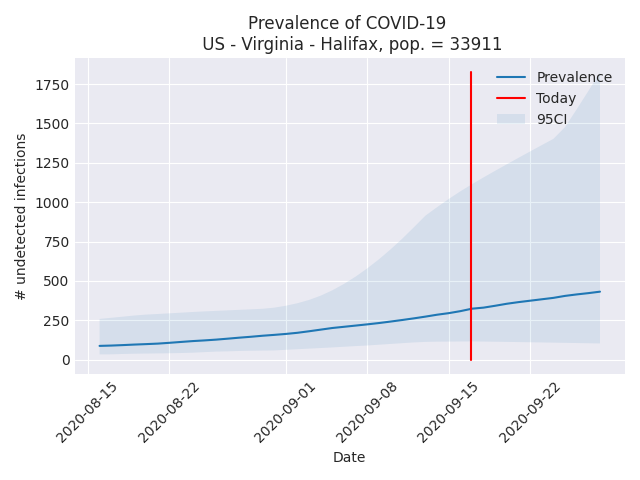 Prevalence of COVID-19
US - Virginia - Halifax, pop. = 33911
Prevalence
Today
95CI
1750
1500
1250
1000
750
500
250
0
# undetected infections
2020-08-15
2020-08-22
2020-09-01
2020-09-08
2020-09-15
2020-09-22
Date